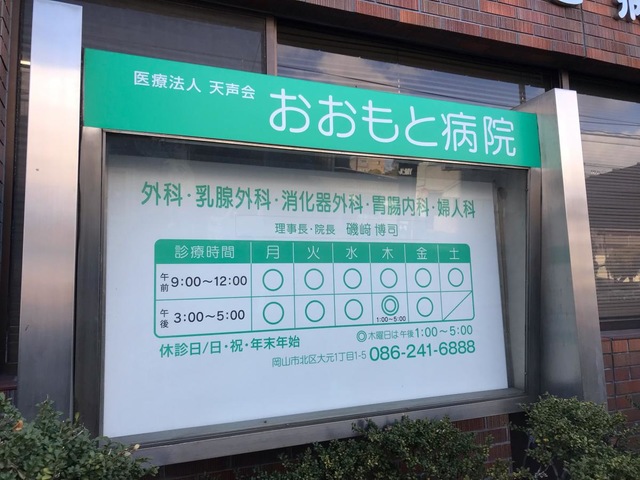 医療法人 天声会 おおもと病院
外科・乳腺外科・消化器外科・胃腸内科・婦人科
理事長・院長 磯﨑 博司
診療時間 月 火 水 木 金 土
午前 9:00〜12:00 ○ ○ ○ ○ ○ ○
午後 3:00〜5:00 ○ ○ ○ ◎ ○ ／
1:00〜5:00
休診日/日・祝・年末年始 ◎木曜日は午後1:00〜5:00
岡山市北区大元1丁目1-5 086-241-6888